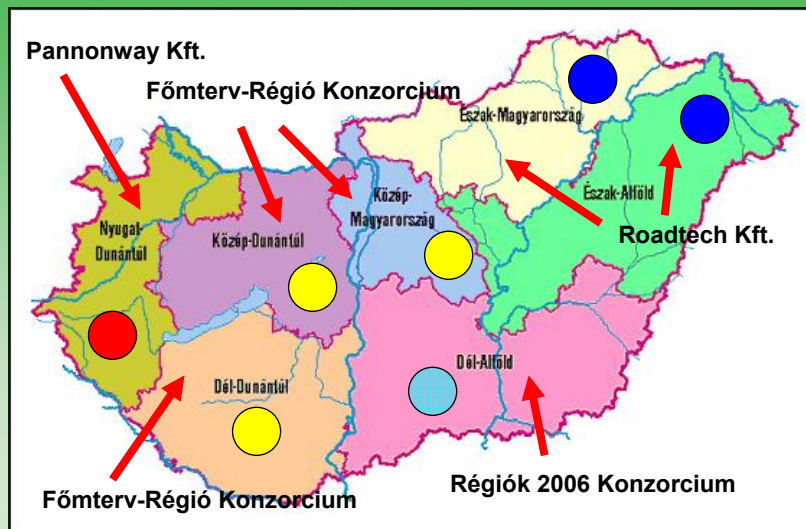 Pannonway Kft.
Főmterv-Régió Konzorcium
Észak-Magyarország
Észak-Alföld
Közép-
Magyarország
Nyugat-
Dunántúl
Közép-Dunántúl
Roadtech Kft.
Dél-Alföld
Dél-Dunántúl
Régiók 2006 Konzorcium
Főmterv-Régió Konzorcium